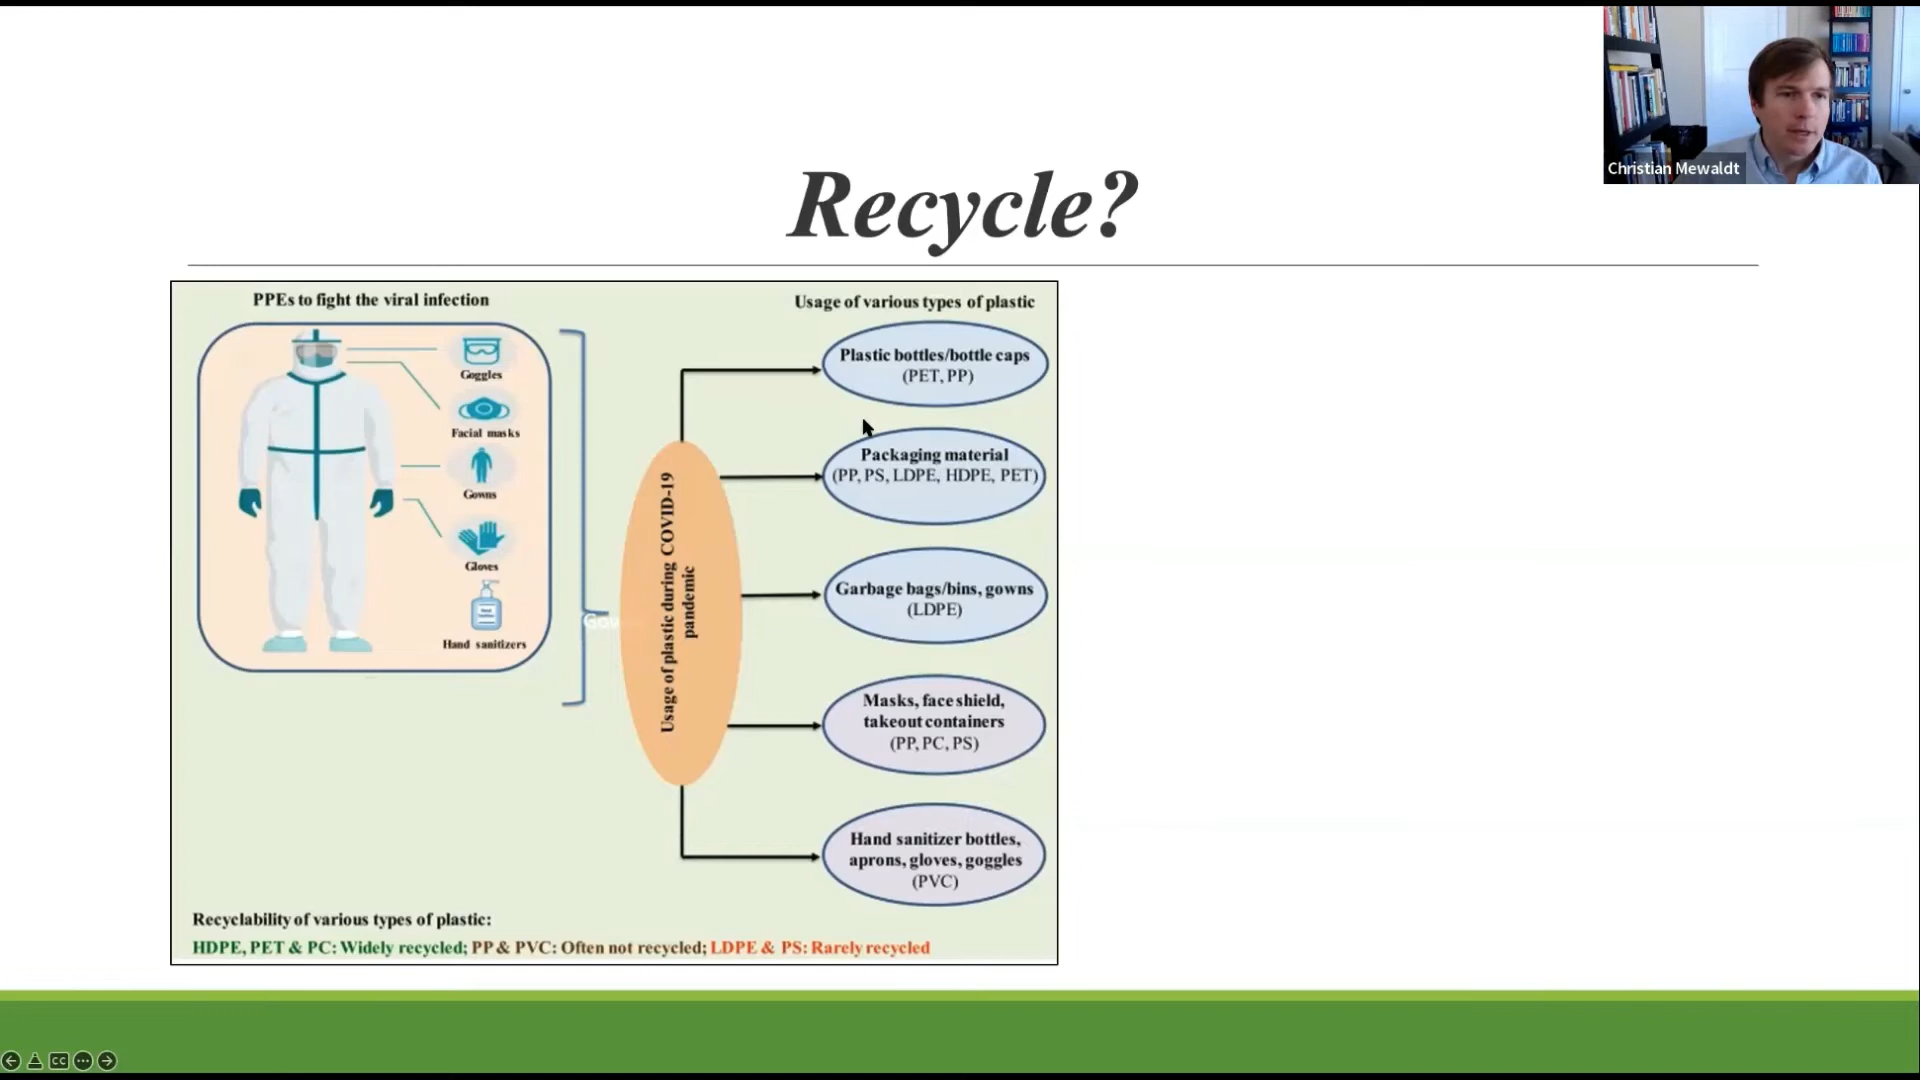 Christian Mewaldt
Recycle?
PPEs to fight the viral infection
Goggles
Facial masks
Gowns
Gloves
Hand sanitizers
Usage of plastic during COVID-19
pandemic
Usage of various types of plastic
Plastic bottles/bottle caps
(PET, PP)
Packaging material
(PP, PS, LDPE, HDPE, PET)
Garbage bags/bins, gowns
(LDPE)
Masks, face shield,
takeout containers
(PP, PC, PS)
Hand sanitizer bottles,
aprons, gloves, goggles
(PVC)
Recyclability of various types of plastic:
HDPE, PET & PC: Widely recycled; PP & PVC: Often not recycled; LDPE & PS: Rarely recycled
CC